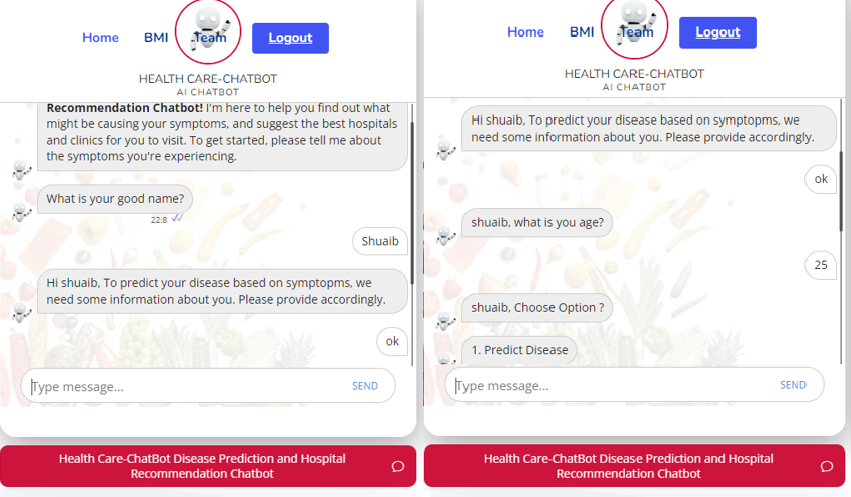 Home BMI Team Logout
HEALTH CARE-CHATBOT
AI CHATBOT
Recommendation Chatbot! I'm here to help you find out what
might be causing your symptoms, and suggest the best hospitals
and clinics for you to visit. To get started, please tell me about
the symptoms you're experiencing.
What is your good name?
22:8
Shuaib
Hi shuaib, To predict your disease based on symptopms, we
need some information about you. Please provide accordingly.
ok
Type message...
SEND
Health Care-ChatBot Disease Prediction and Hospital
Recommendation Chatbot
Home BMI Team Logout
HEALTH CARE-CHATBOT
AI CHATBOT
Hi shuaib, To predict your disease based on symptopms, we
need some information about you. Please provide accordingly.
ok
shuaib, what is you age?
25
shuaib, Choose Option ?
1. Predict Disease
Type message...
SEND
Health Care-ChatBot Disease Prediction and Hospital
Recommendation Chatbot